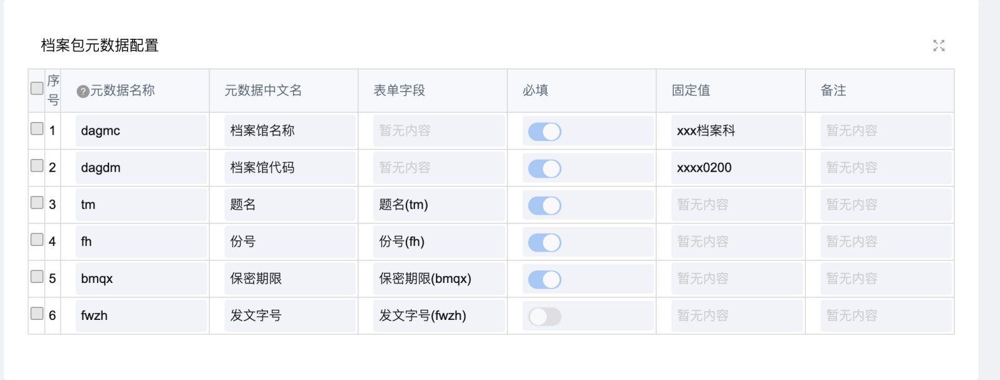 档案包元数据配置
序号 ?元数据名称 元数据中文名 表单字段 必填 固定值 备注
1 dagmc 档案馆名称 暂无内容 xxx档案科 暂无内容
2 dagdm 档案馆代码 暂无内容 xxxx0200 暂无内容
3 tm 题名 题名(tm) 暂无内容 暂无内容
4 fh 份号 份号(fh) 暂无内容 暂无内容
5 bmqx 保密期限 保密期限(bmqx) 暂无内容 暂无内容
6 fwzh 发文字号 发文字号(fwzh) 暂无内容 暂无内容